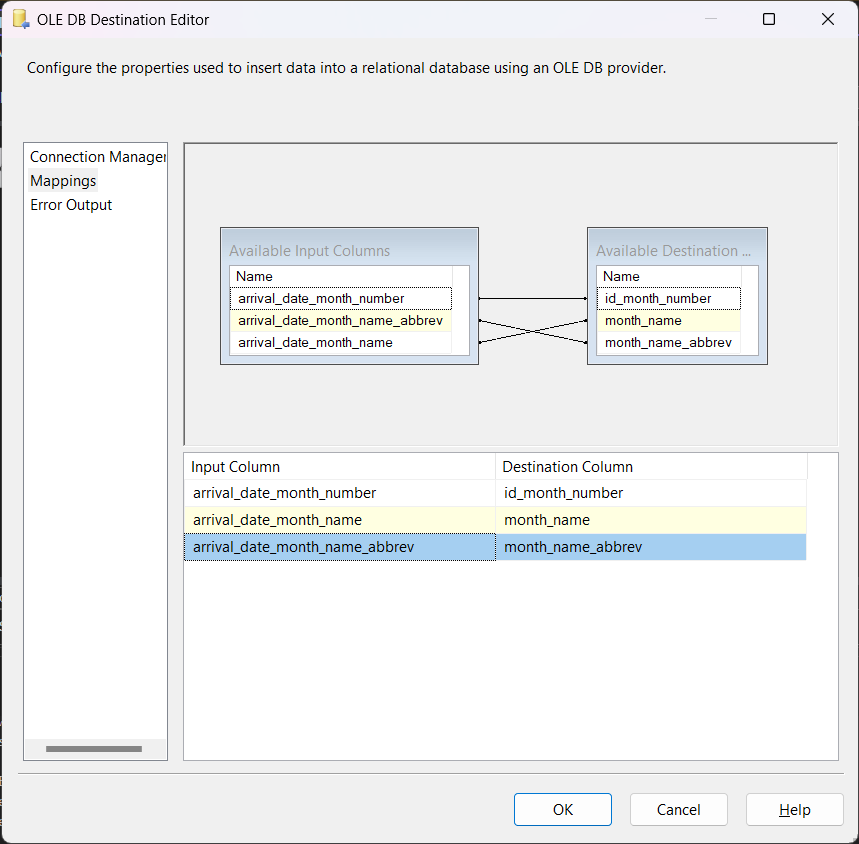 OLE DB Destination Editor
Configure the properties used to insert data into a relational database using an OLE DB provider.
Connection Manager
Mappings
Error Output
Available Input Columns
Name
arrival_date_month_number
arrival_date_month_name_abbrev
arrival_date_month_name
Available Destination ...
Name
id_month_number
month_name
month_name_abbrev
Input Column Destination Column
arrival_date_month_number id_month_number
arrival_date_month_name month_name
arrival_date_month_name_abbrev month_name_abbrev
OK Cancel Help